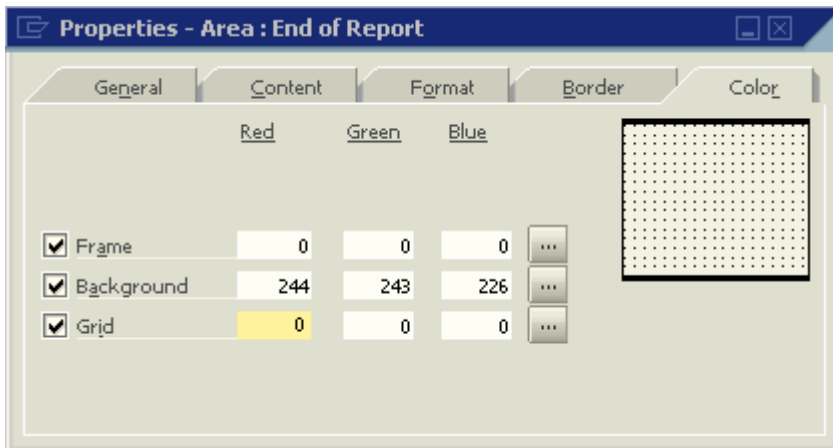 Properties - Area : End of Report
General Content Format Border Color
Red Green Blue
Frame 0 0 0 ...
Background 244 243 226 ...
Grid 0 0 0 ...